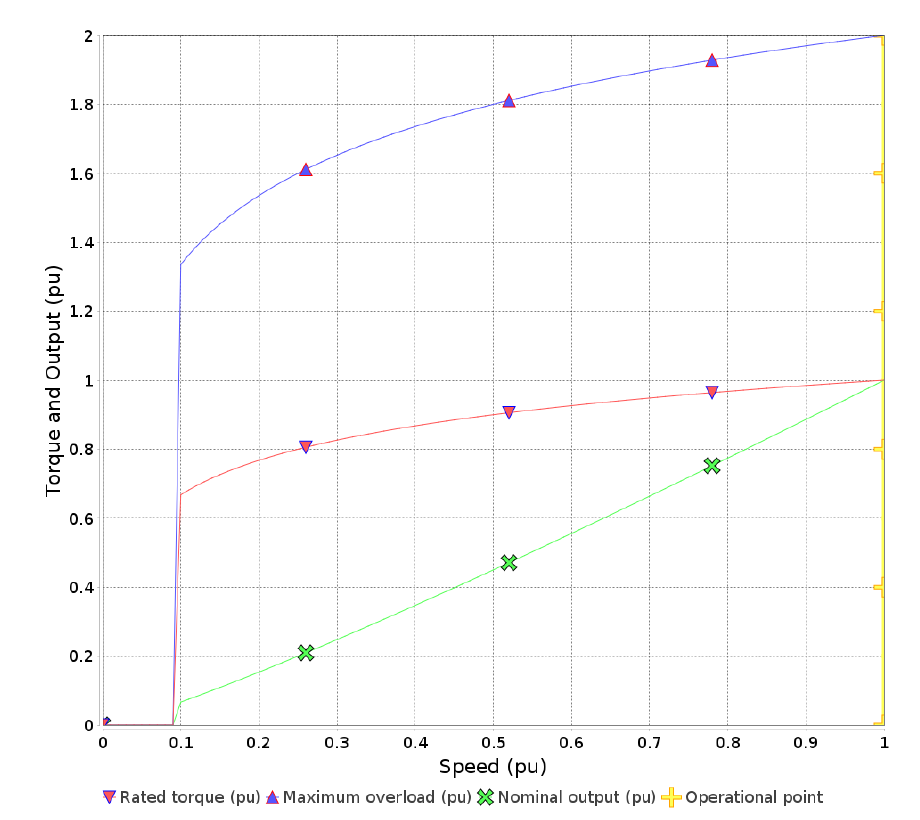 2
1.8
1.6
1.4
1.2
1
0.8
0.6
0.4
0.2
0
Torque and Output (pu)
0 0.1 0.2 0.3 0.4 0.5 0.6 0.7 0.8 0.9 1
Speed (pu)
Rated torque (pu) Maximum overload (pu) Nominal output (pu) Operational point